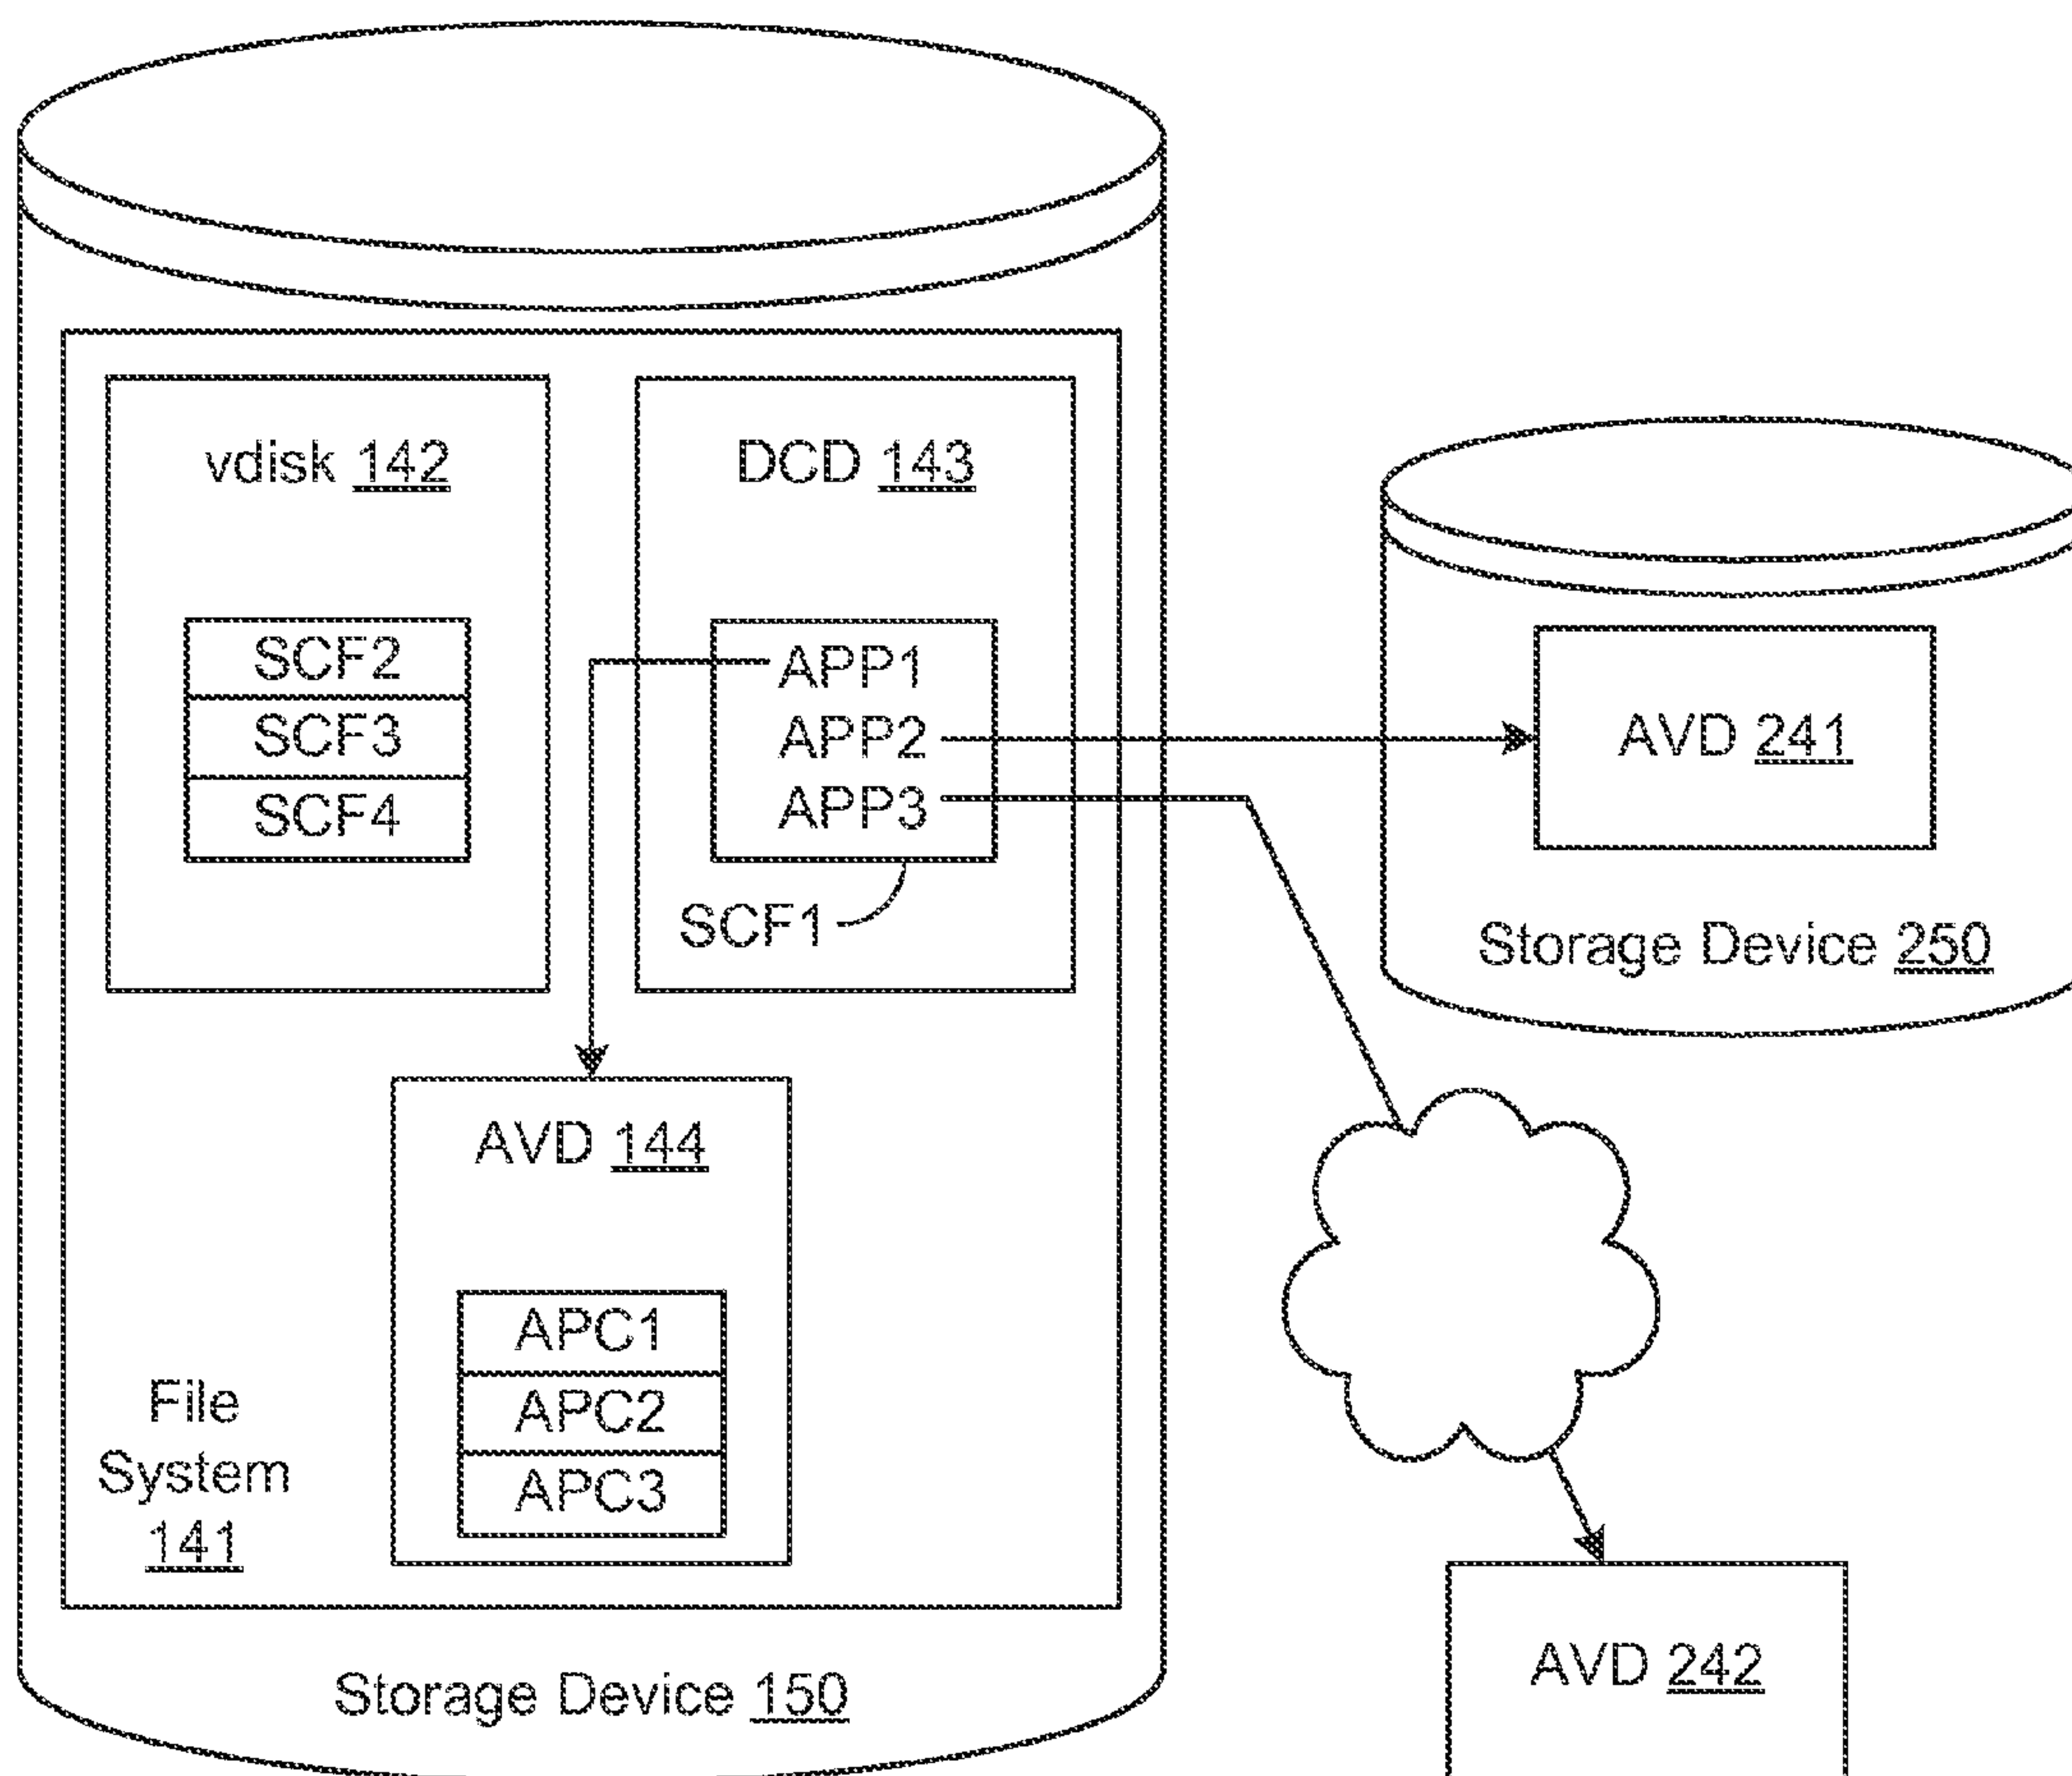 vdisk 142
SCF2
SCF3
SCF4
DCD 143
APP1
APP2
APP3
SCF1
AVD 241
Storage Device 250
AVD 144
APC1
APC2
APC3
File
System
141
Storage Device 150
AVD 242